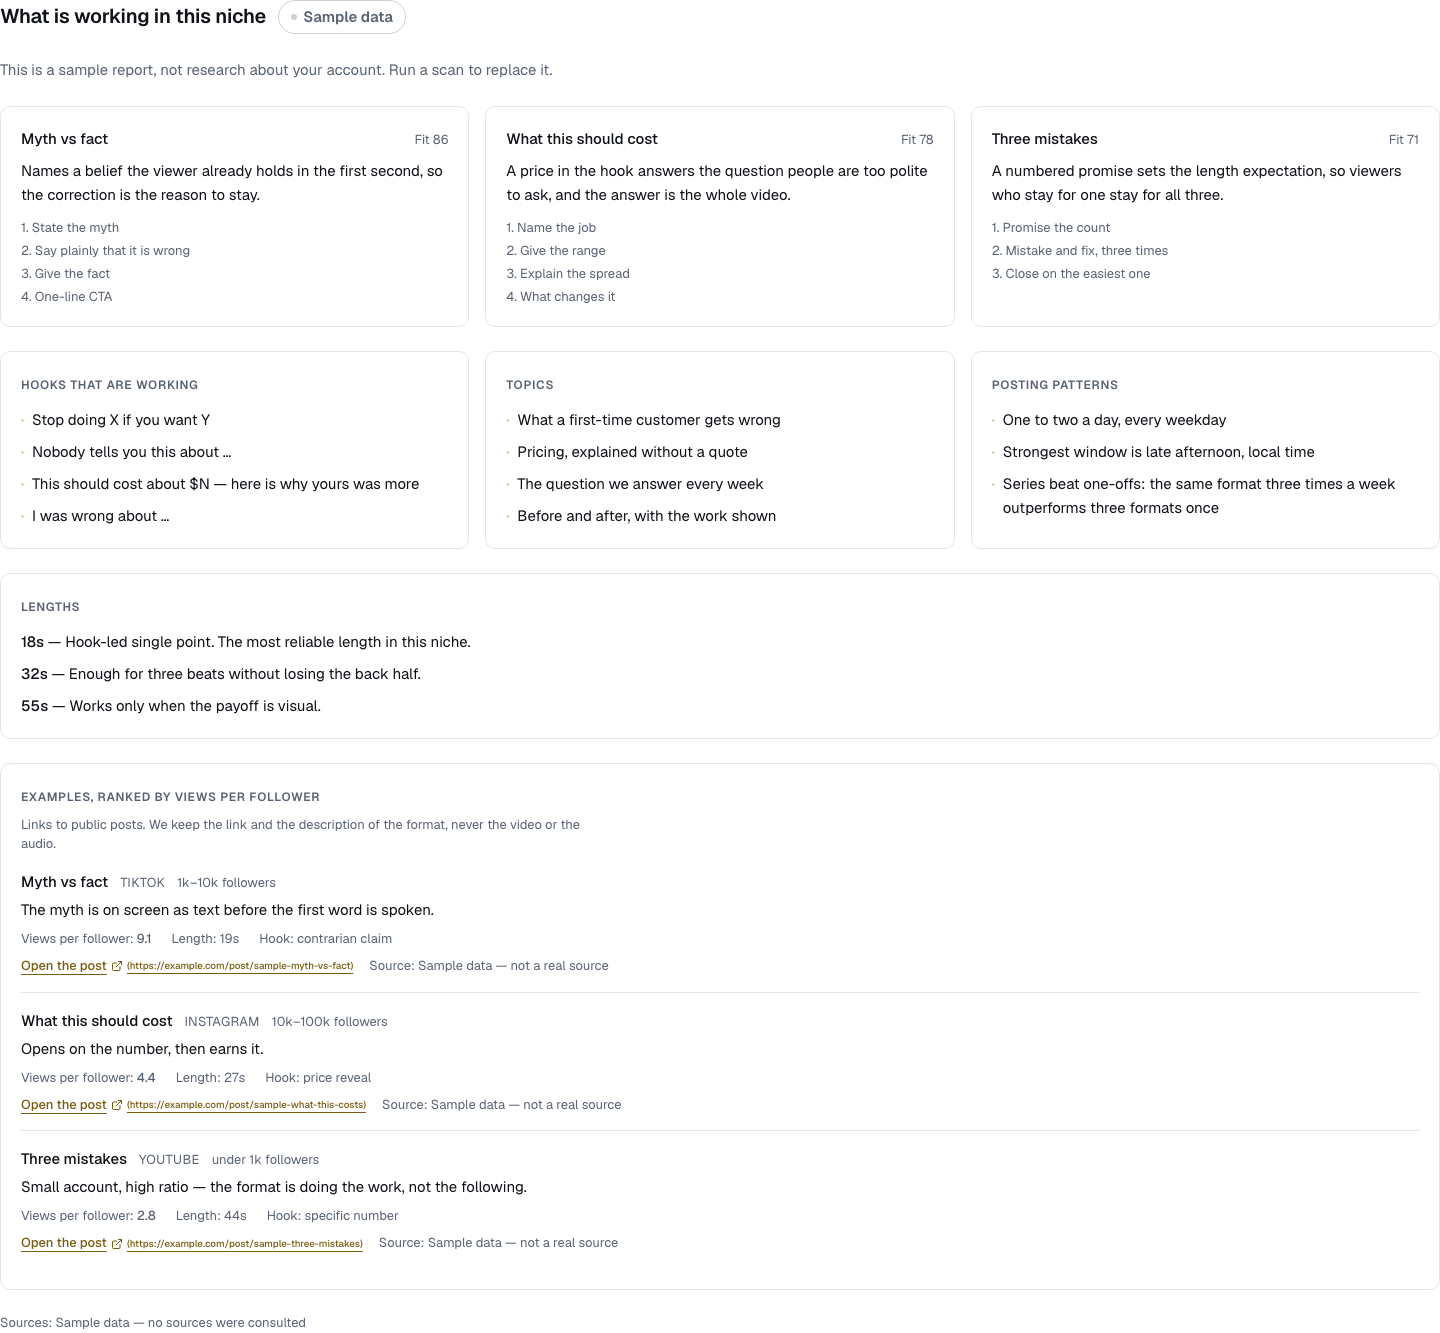 What is working in this niche
Sample data
This is a sample report, not research about your account. Run a scan to replace it.
Myth vs fact
Fit 86
Names a belief the viewer already holds in the first second, so
the correction is the reason to stay.
1. State the myth
2. Say plainly that it is wrong
3. Give the fact
4. One-line CTA
What this should cost
Fit 78
A price in the hook answers the question people are too polite
to ask, and the answer is the whole video.
1. Name the job
2. Give the range
3. Explain the spread
4. What changes it
Three mistakes
Fit 71
A numbered promise sets the length expectation, so viewers
who stay for one stay for all three.
1. Promise the count
2. Mistake and fix, three times
3. Close on the easiest one
HOOKS THAT ARE WORKING
· Stop doing X if you want Y
· Nobody tells you this about …
· This should cost about $N — here is why yours was more
· I was wrong about …
TOPICS
· What a first-time customer gets wrong
· Pricing, explained without a quote
· The question we answer every week
· Before and after, with the work shown
POSTING PATTERNS
· One to two a day, every weekday
· Strongest window is late afternoon, local time
· Series beat one-offs: the same format three times a week
outperforms three formats once
LENGTHS
18s — Hook-led single point. The most reliable length in this niche.
32s — Enough for three beats without losing the back half.
55s — Works only when the payoff is visual.
EXAMPLES, RANKED BY VIEWS PER FOLLOWER
Links to public posts. We keep the link and the description of the format, never the video or the
audio.
Myth vs fact TIKTOK 1k–10k followers
The myth is on screen as text before the first word is spoken.
Views per follower: 9.1 Length: 19s Hook: contrarian claim
Open the post (https://example.com/post/sample-myth-vs-fact) Source: Sample data — not a real source
What this should cost INSTAGRAM 10k–100k followers
Opens on the number, then earns it.
Views per follower: 4.4 Length: 27s Hook: price reveal
Open the post (https://example.com/post/sample-what-this-costs) Source: Sample data — not a real source
Three mistakes YOUTUBE under 1k followers
Small account, high ratio — the format is doing the work, not the following.
Views per follower: 2.8 Length: 44s Hook: specific number
Open the post (https://example.com/post/sample-three-mistakes) Source: Sample data — not a real source
Sources: Sample data — no sources were consulted